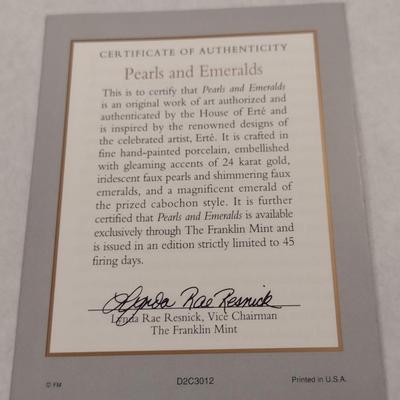 CERTIFICATE OF AUTHENTICITY
Pearls and Emeralds
This is to certify that Pearls and Emeralds
is an original work of art authorized and
authenticated by the House of Erté and
is inspired by the renowned designs of
the celebrated artist, Erté. It is crafted in
fine hand-painted porcelain, embellished
with gleaming accents of 24 karat gold,
iridescent faux pearls and shimmering faux
emeralds, and a magnificent emerald of
the prized cabochon style. It is further
certified that Pearls and Emeralds is available
exclusively through The Franklin Mint and
is issued in an edition strictly limited to 45
firing days.
Lynda Rae Resnick
Lynda Rae Resnick, Vice Chairman
The Franklin Mint
© FM
D2C3012
Printed in U.S.A.